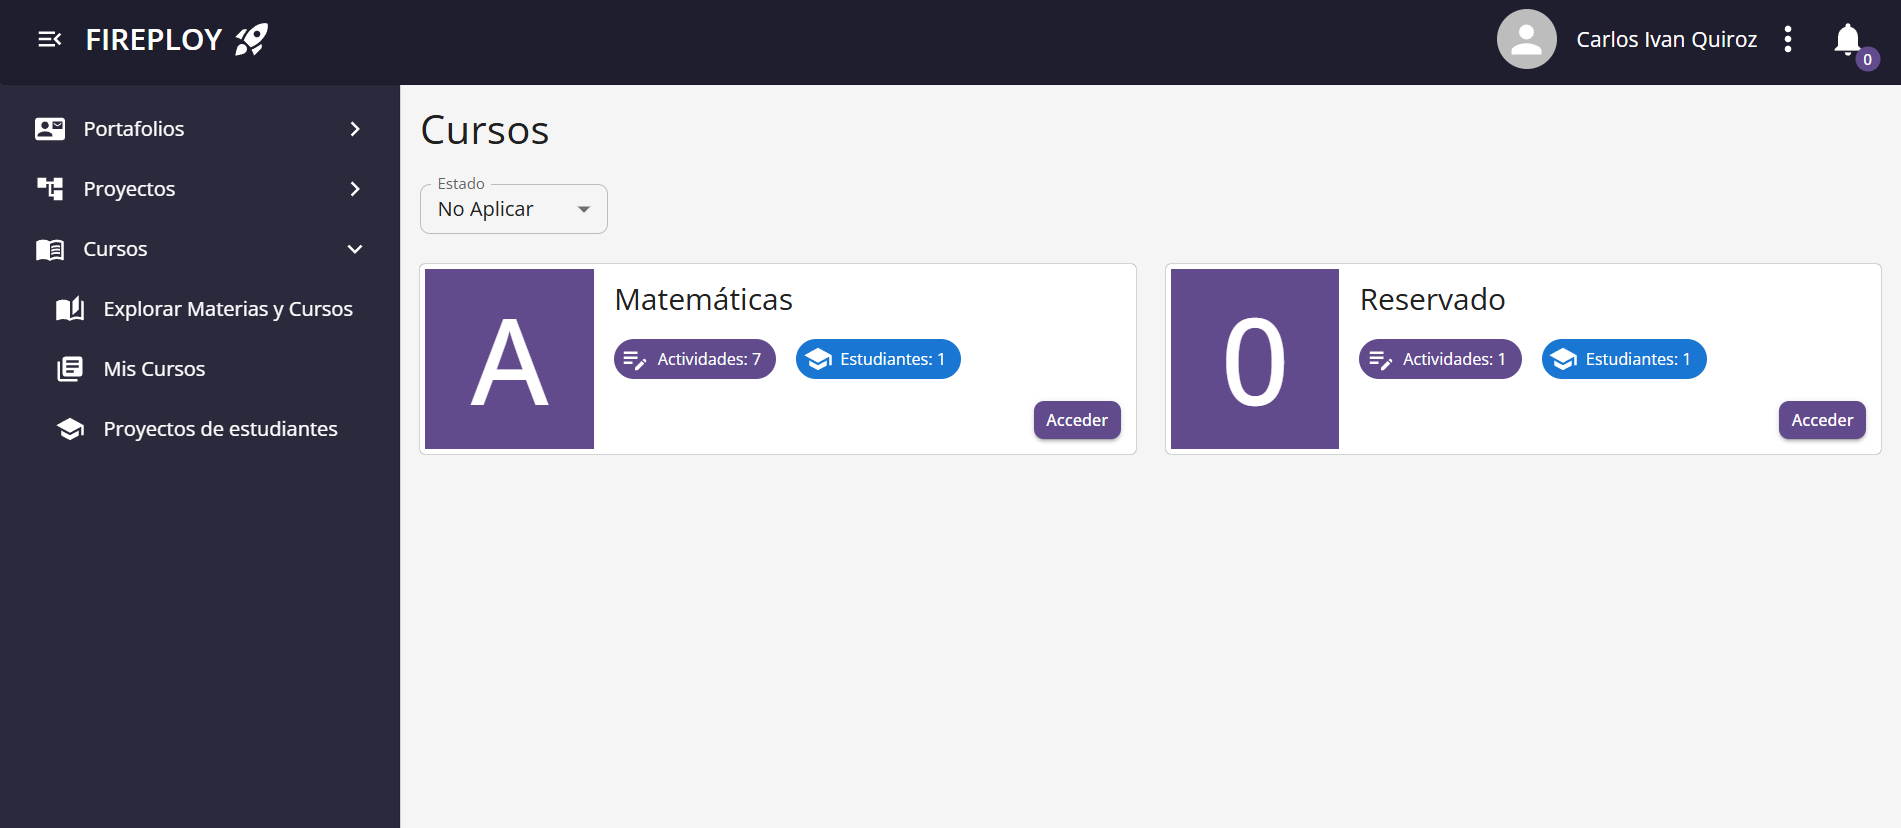 FIREPLOY
Carlos Ivan Quiroz
0
Portafolios
Proyectos
Cursos
Explorar Materias y Cursos
Mis Cursos
Proyectos de estudiantes
Cursos
Estado
No Aplicar
A
Matemáticas
Actividades: 7
Estudiantes: 1
Acceder
0
Reservado
Actividades: 1
Estudiantes: 1
Acceder